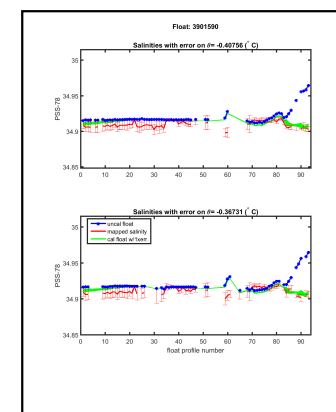 Float: 3901590
Salinities with error on θ= -0.40756 (° C)
35
34.95
34.9
34.85
PSS-78
0 10 20 30 40 50 60 70 80 90
Salinities with error on θ= -0.36731 (° C)
uncal float
mapped salinity
cal float w/1xerr.
35
34.95
34.9
34.85
PSS-78
0 10 20 30 40 50 60 70 80 90
float profile number